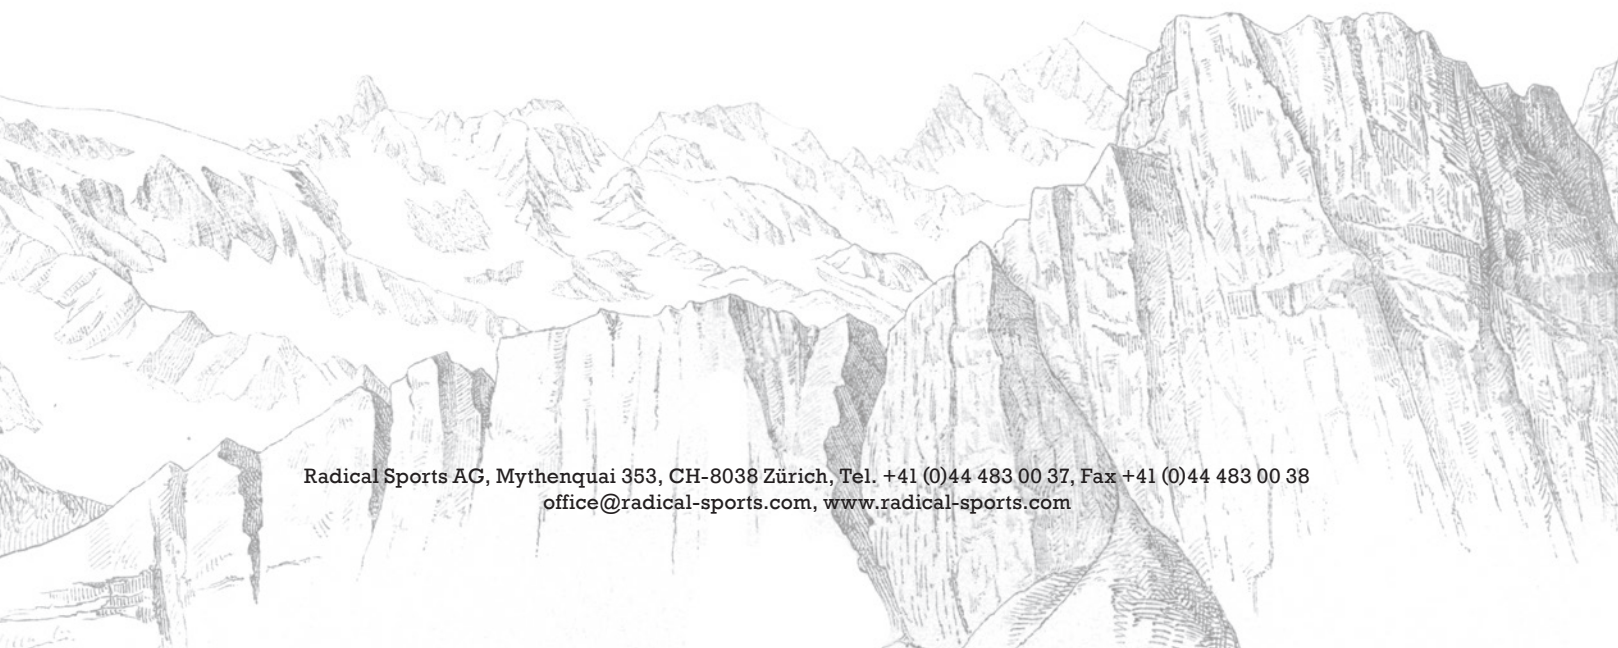 Radical Sports AG, Mythenquai 353, CH-8038 Zürich, Tel. +41 (0)44 483 00 37, Fax +41 (0)44 483 00 38
office@radical-sports.com, www.radical-sports.com